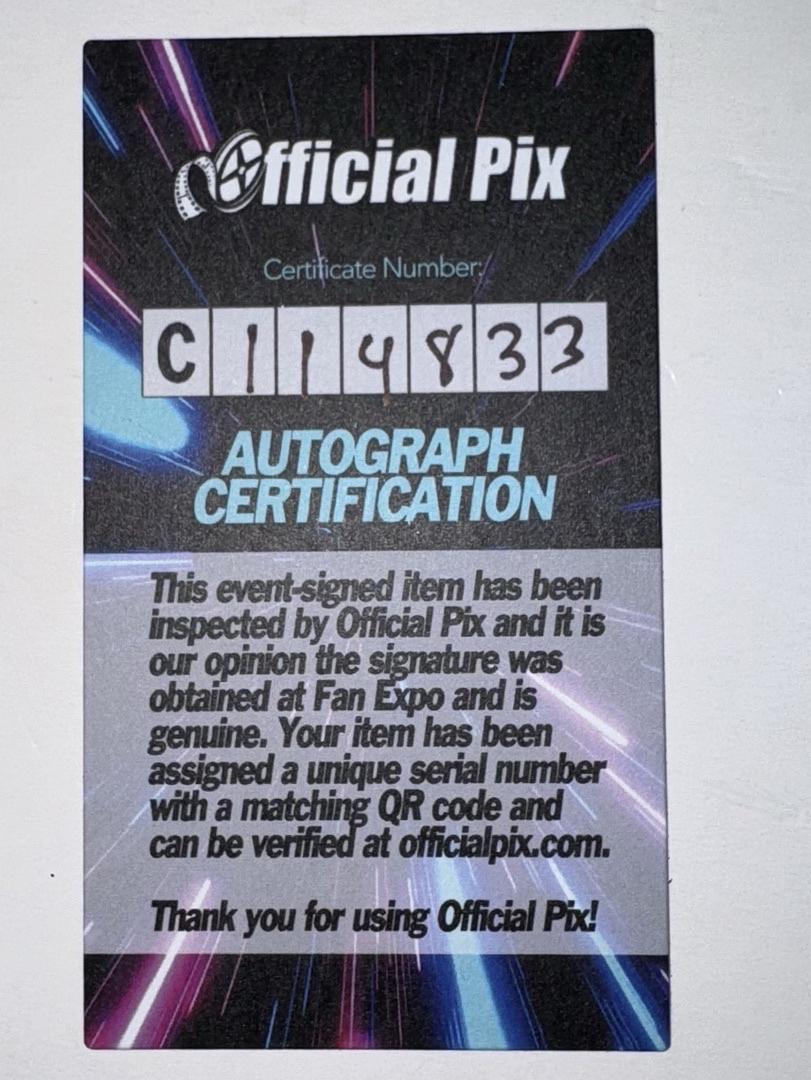 Official Pix
Certificate Number:
C114833
AUTOGRAPH
CERTIFICATION
This event-signed item has been
inspected by Official Pix and it is
our opinion the signature was
obtained at Fan Expo and is
genuine. Your item has been
assigned a unique serial number
with a matching QR code and
can be verified at officialpix.com.
Thank you for using Official Pix!